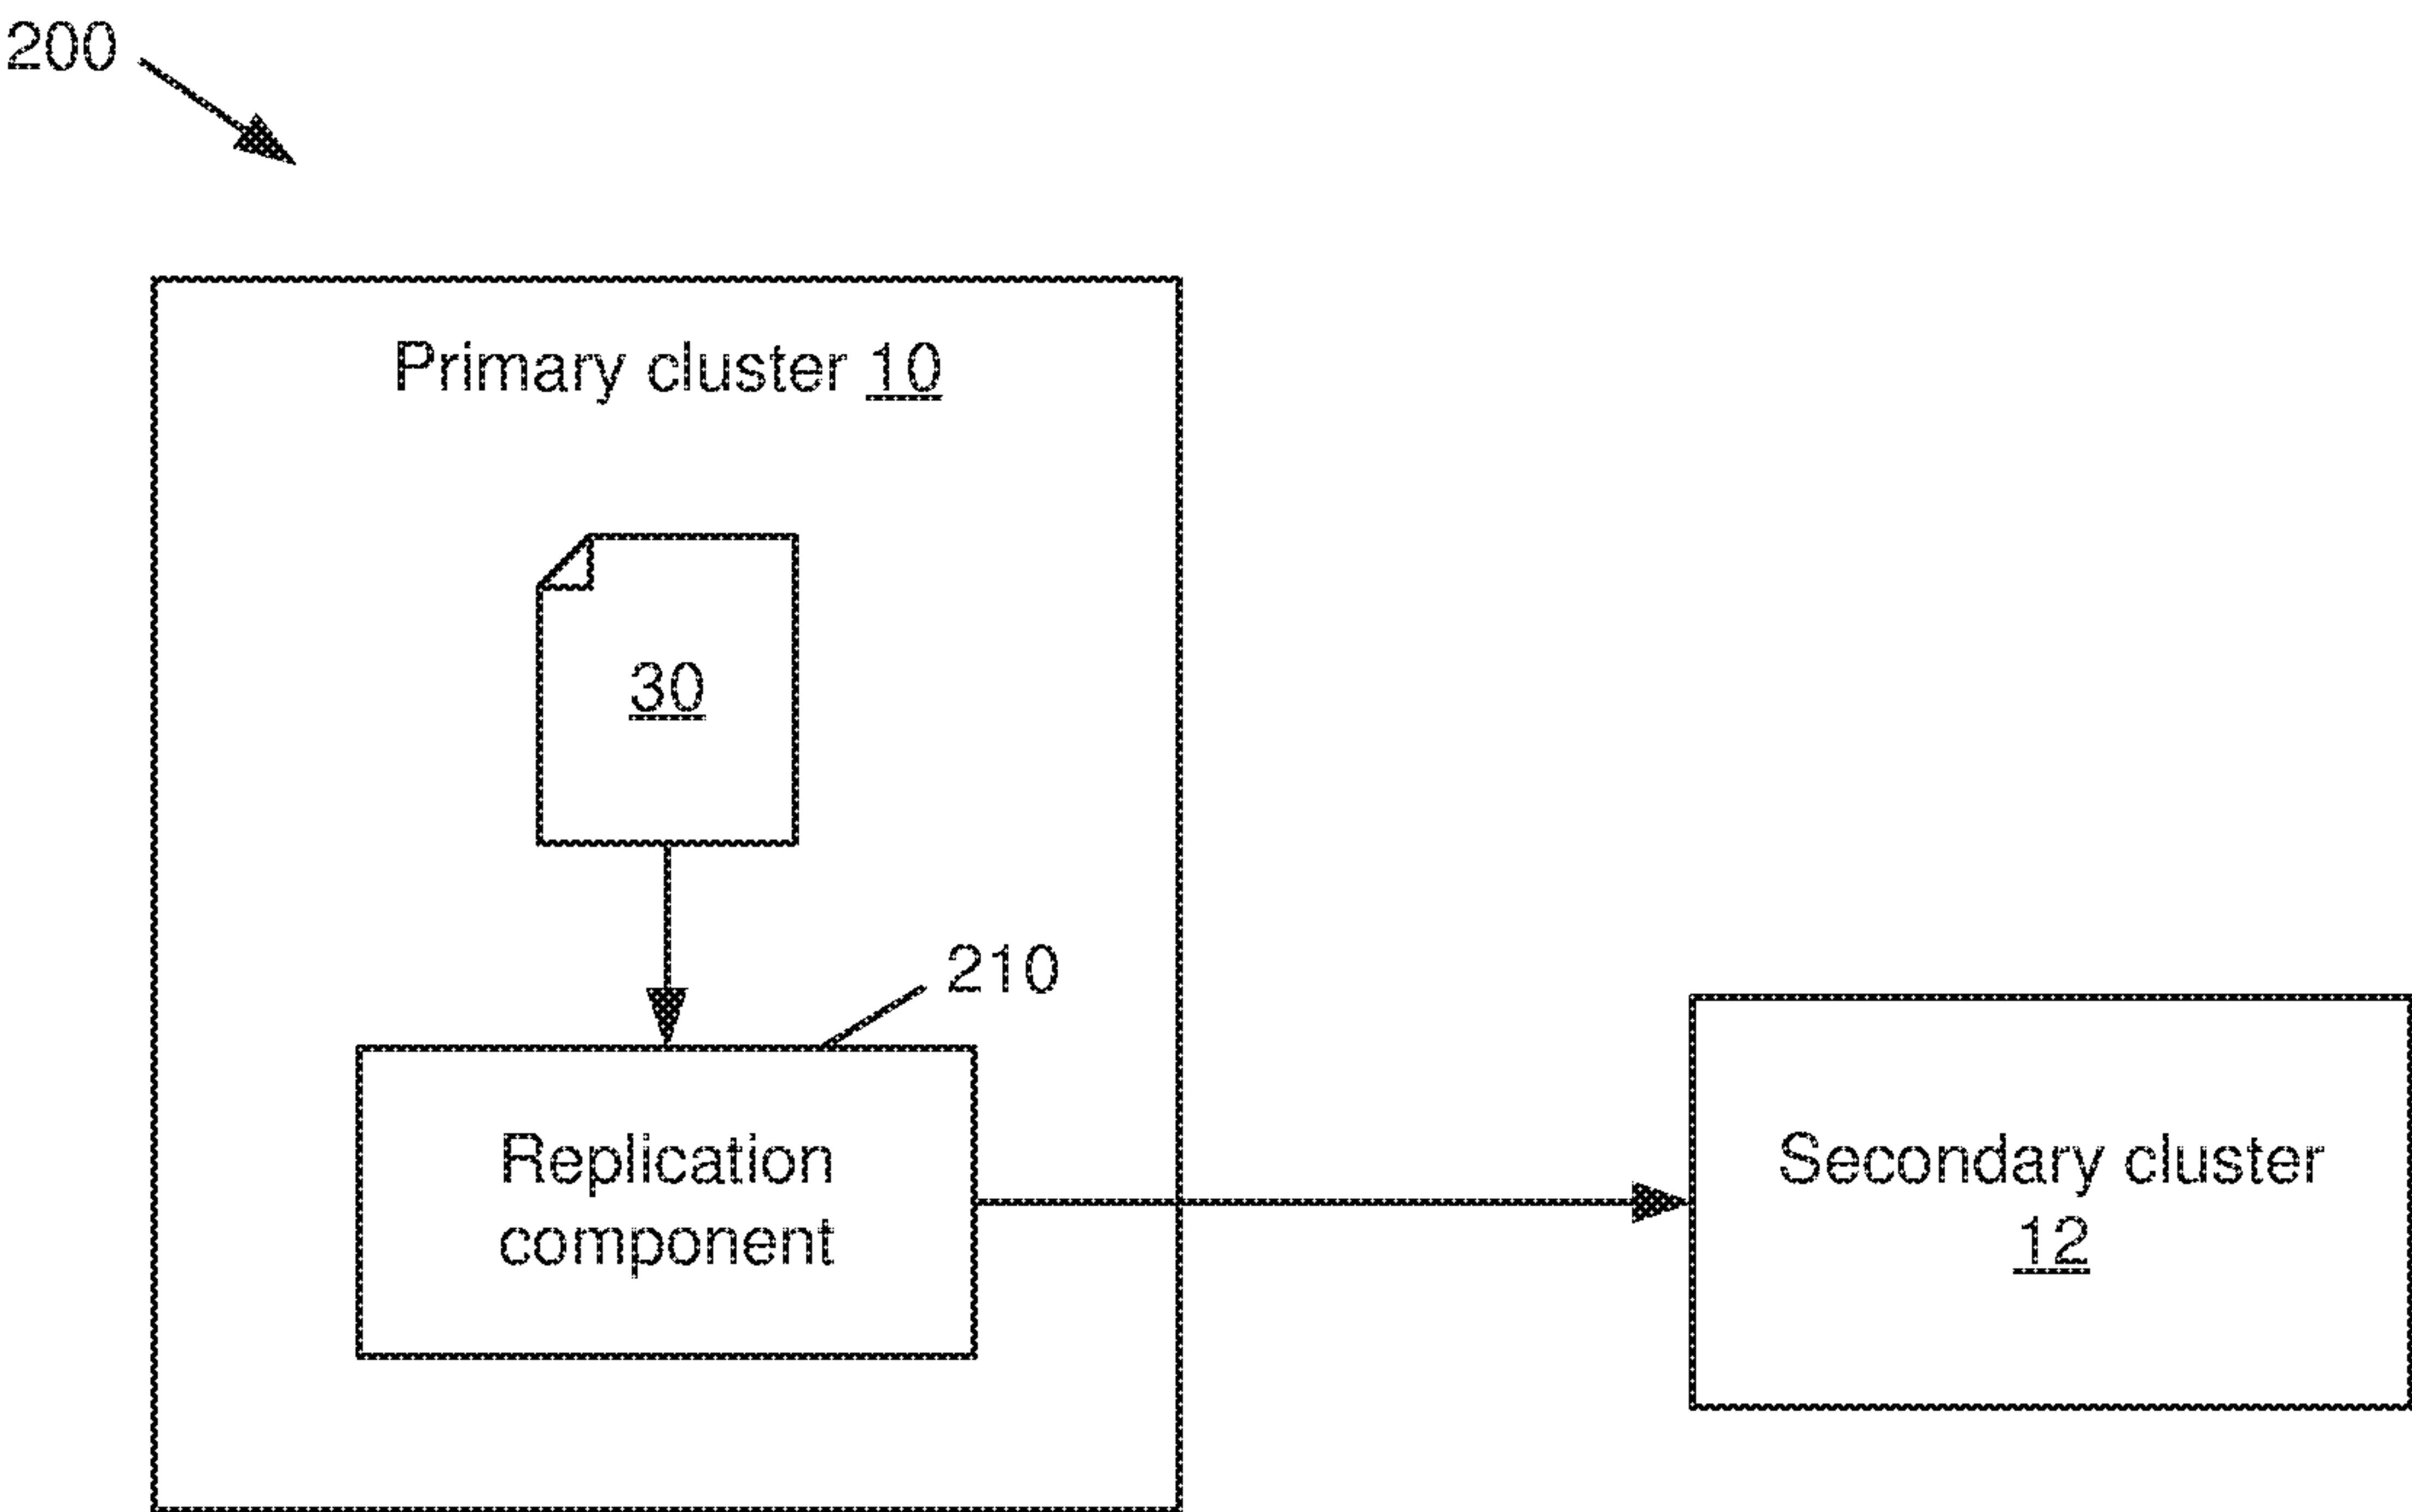 200
Primary cluster 10
30
210
Replication
component
Secondary cluster
12